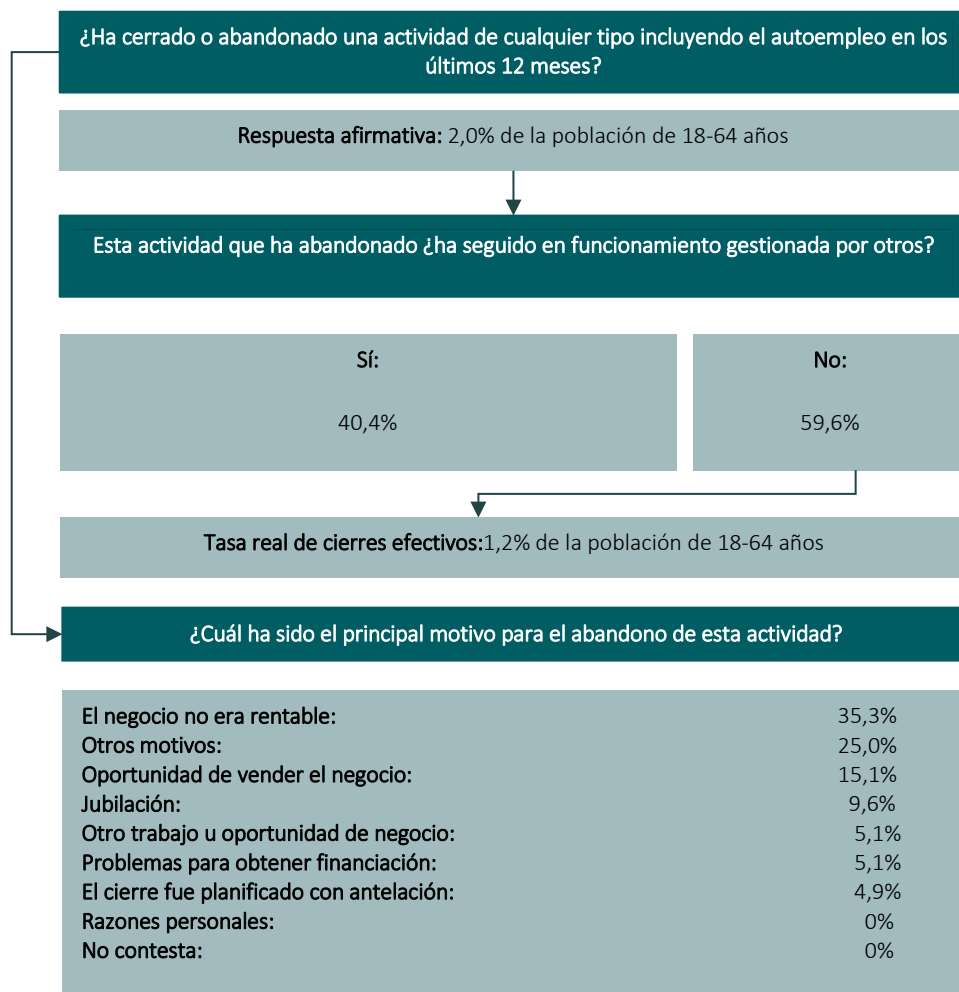 ¿Ha cerrado o abandonado una actividad de cualquier tipo incluyendo el autoempleo en los
últimos 12 meses?
Respuesta afirmativa: 2,0% de la población de 18-64 años
Esta actividad que ha abandonado ¿ha seguido en funcionamiento gestionada por otros?
Sí:
40,4%
No:
59,6%
Tasa real de cierres efectivos:1,2% de la población de 18-64 años
¿Cuál ha sido el principal motivo para el abandono de esta actividad?
El negocio no era rentable: 35,3%
Otros motivos: 25,0%
Oportunidad de vender el negocio: 15,1%
Jubilación: 9,6%
Otro trabajo u oportunidad de negocio: 5,1%
Problemas para obtener financiación: 5,1%
El cierre fue planificado con antelación: 4,9%
Razones personales: 0%
No contesta: 0%